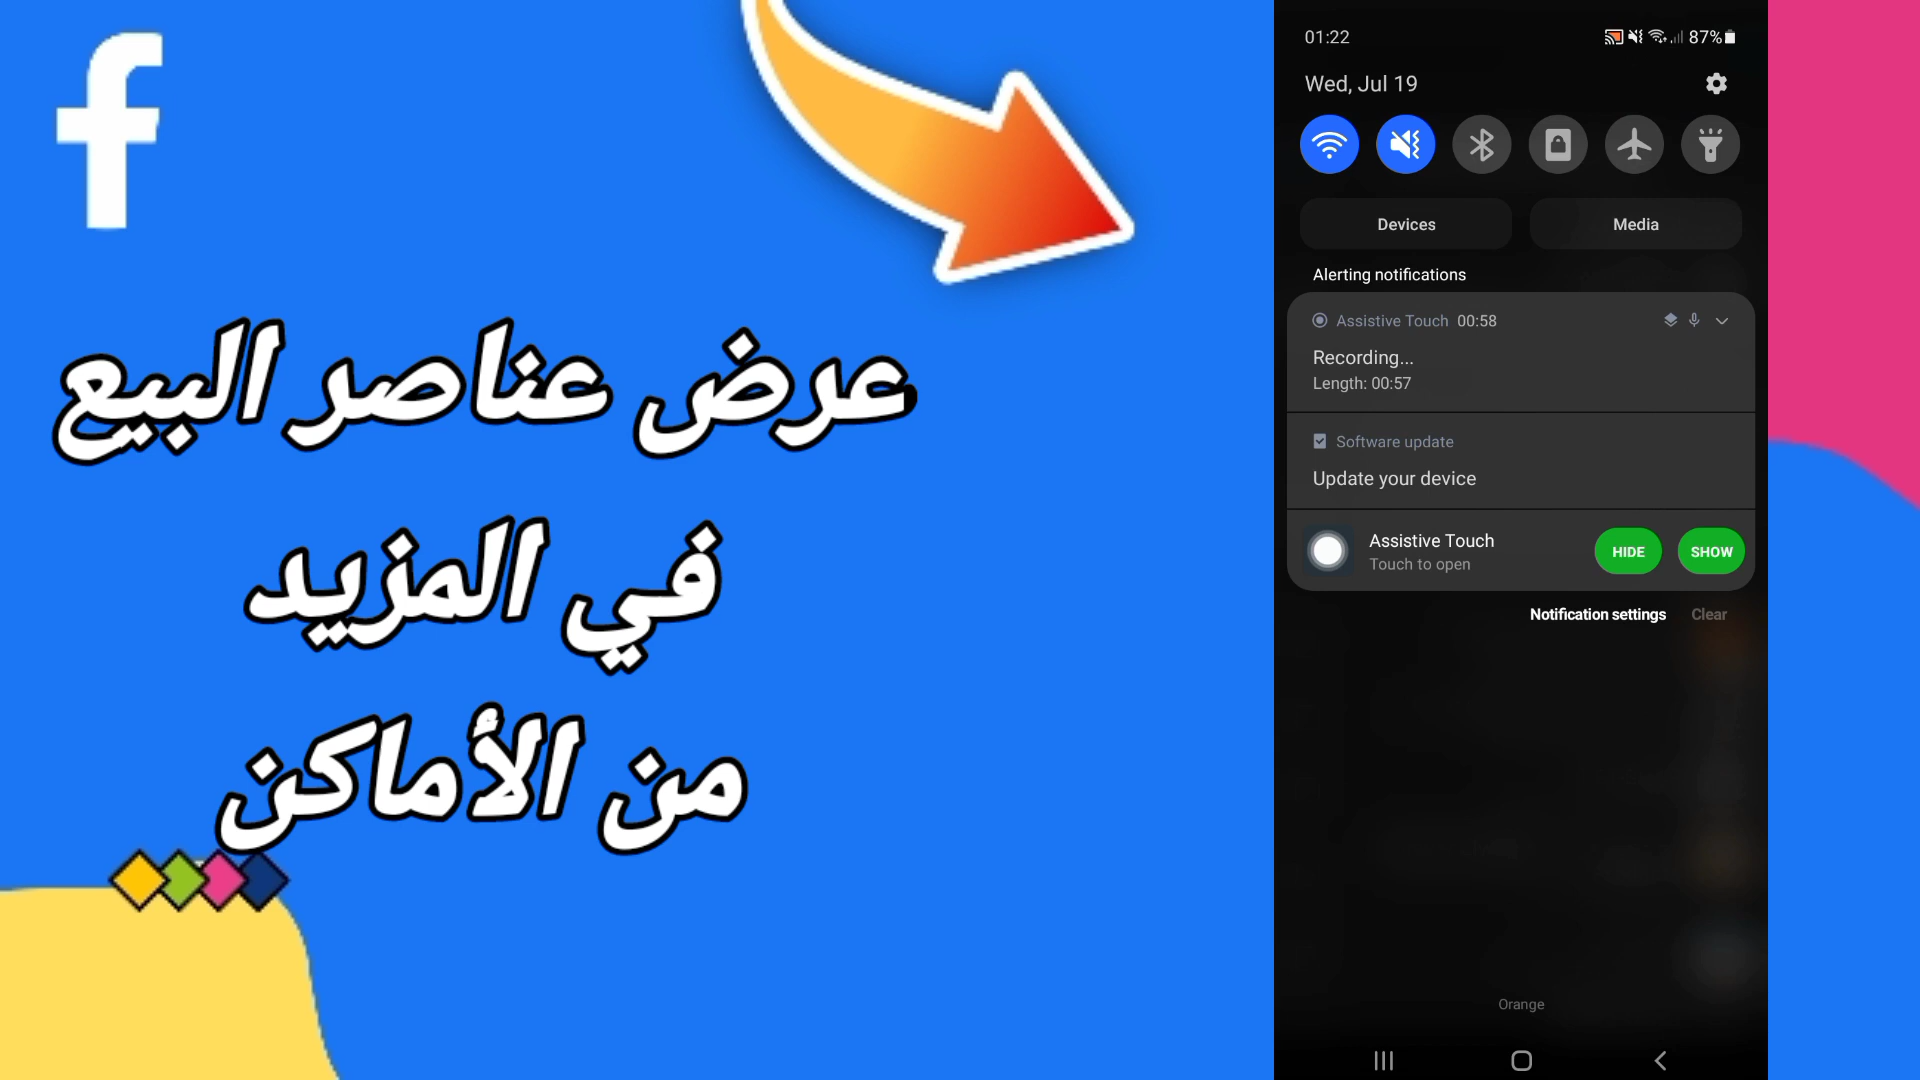 عرض عناصر البيع
في المزيد
من الأماكن
01:22
87%
Wed, Jul 19
Devices
Media
Alerting notifications
Assistive Touch 00:58
Recording...
Length: 00:57
Software update
Update your device
Assistive Touch
Touch to open
HIDE
SHOW
Notification settings
Clear
Orange